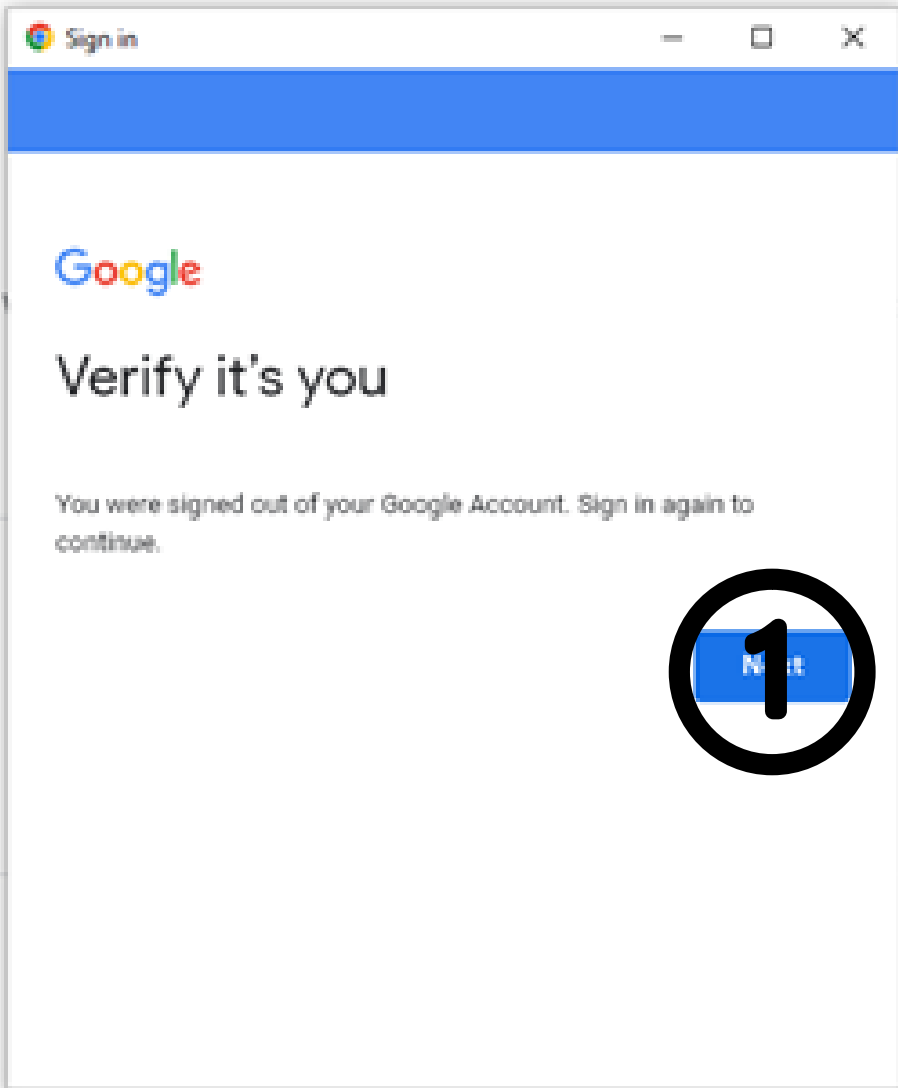 Sign in
Google
Verify it's you
You were signed out of your Google Account. Sign in again to
continue.
1